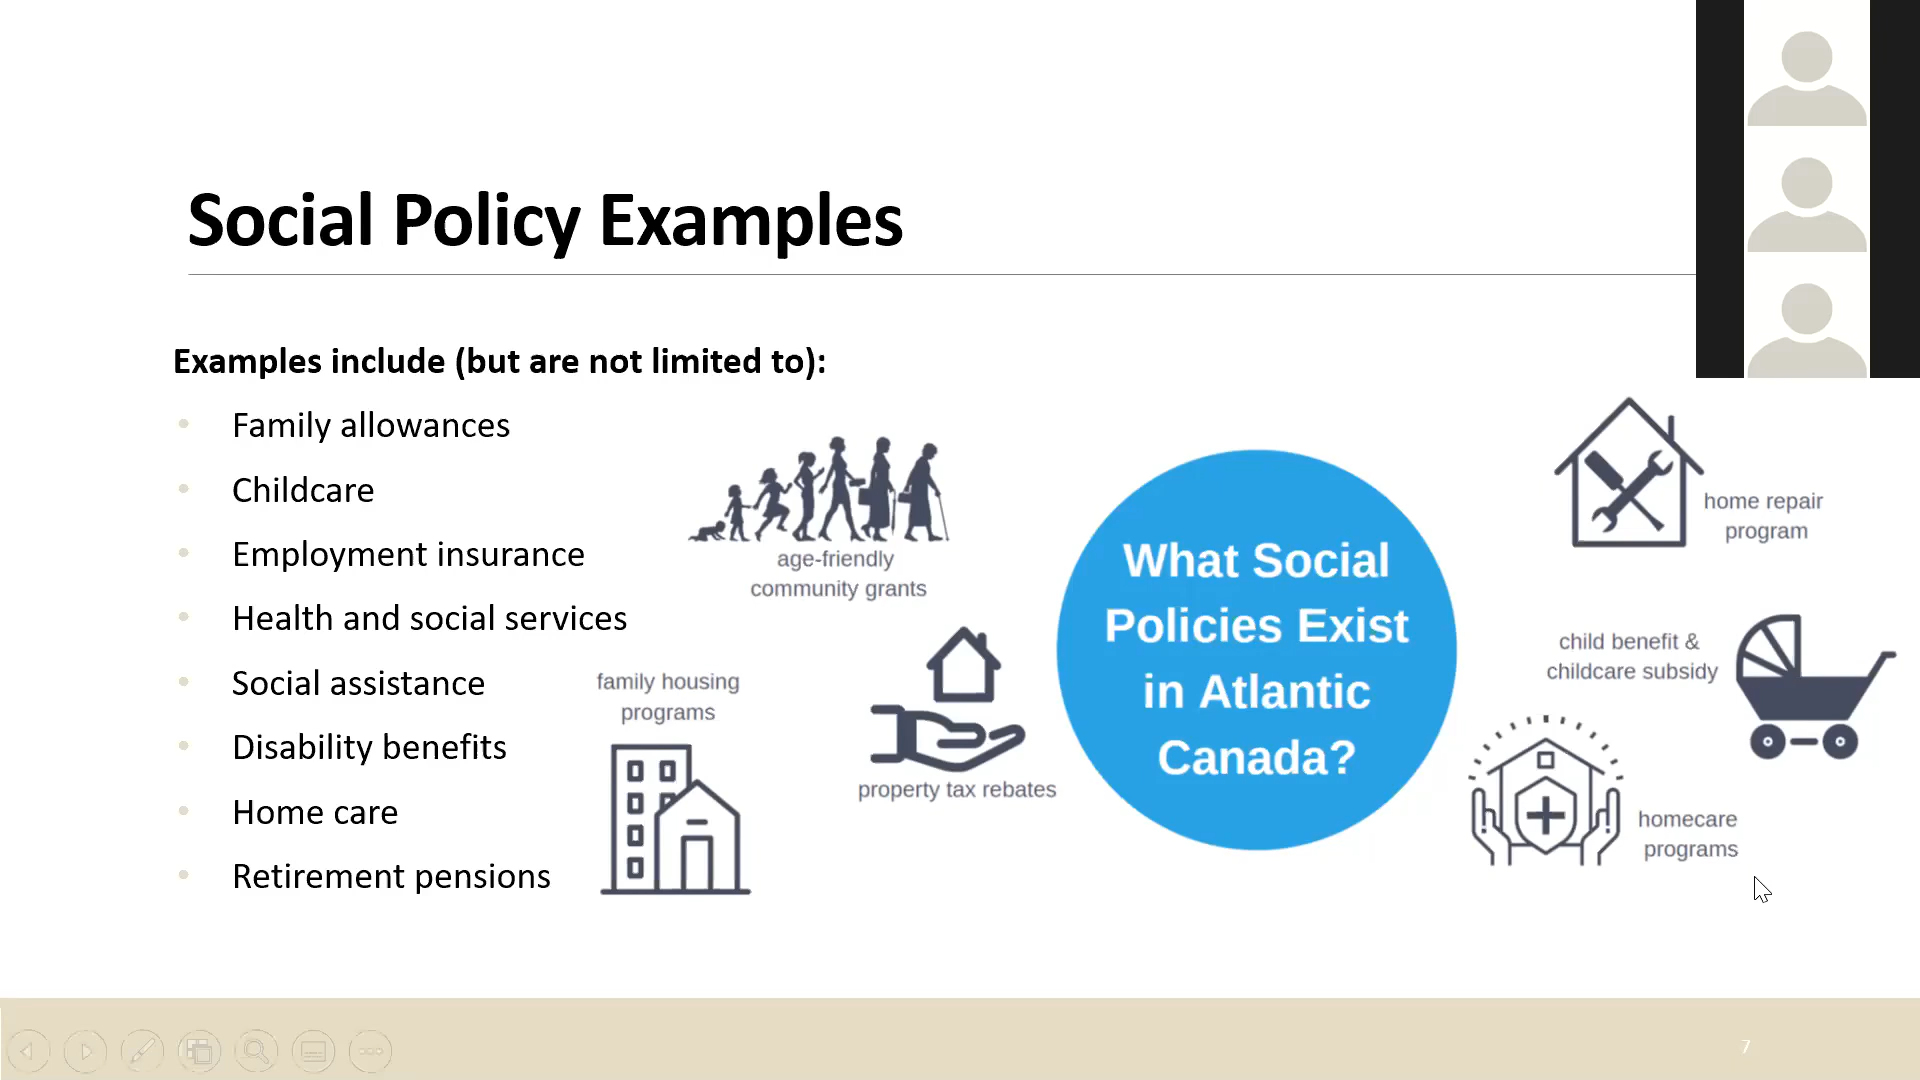 Social Policy Examples
Examples include (but are not limited to):
• Family allowances
• Childcare
• Employment insurance
• Health and social services
• Social assistance
• Disability benefits
• Home care
• Retirement pensions
age-friendly
community grants
family housing
programs
property tax rebates
What Social
Policies Exist
in Atlantic
Canada?
home repair
program
child benefit &
childcare subsidy
homecare
programs
7